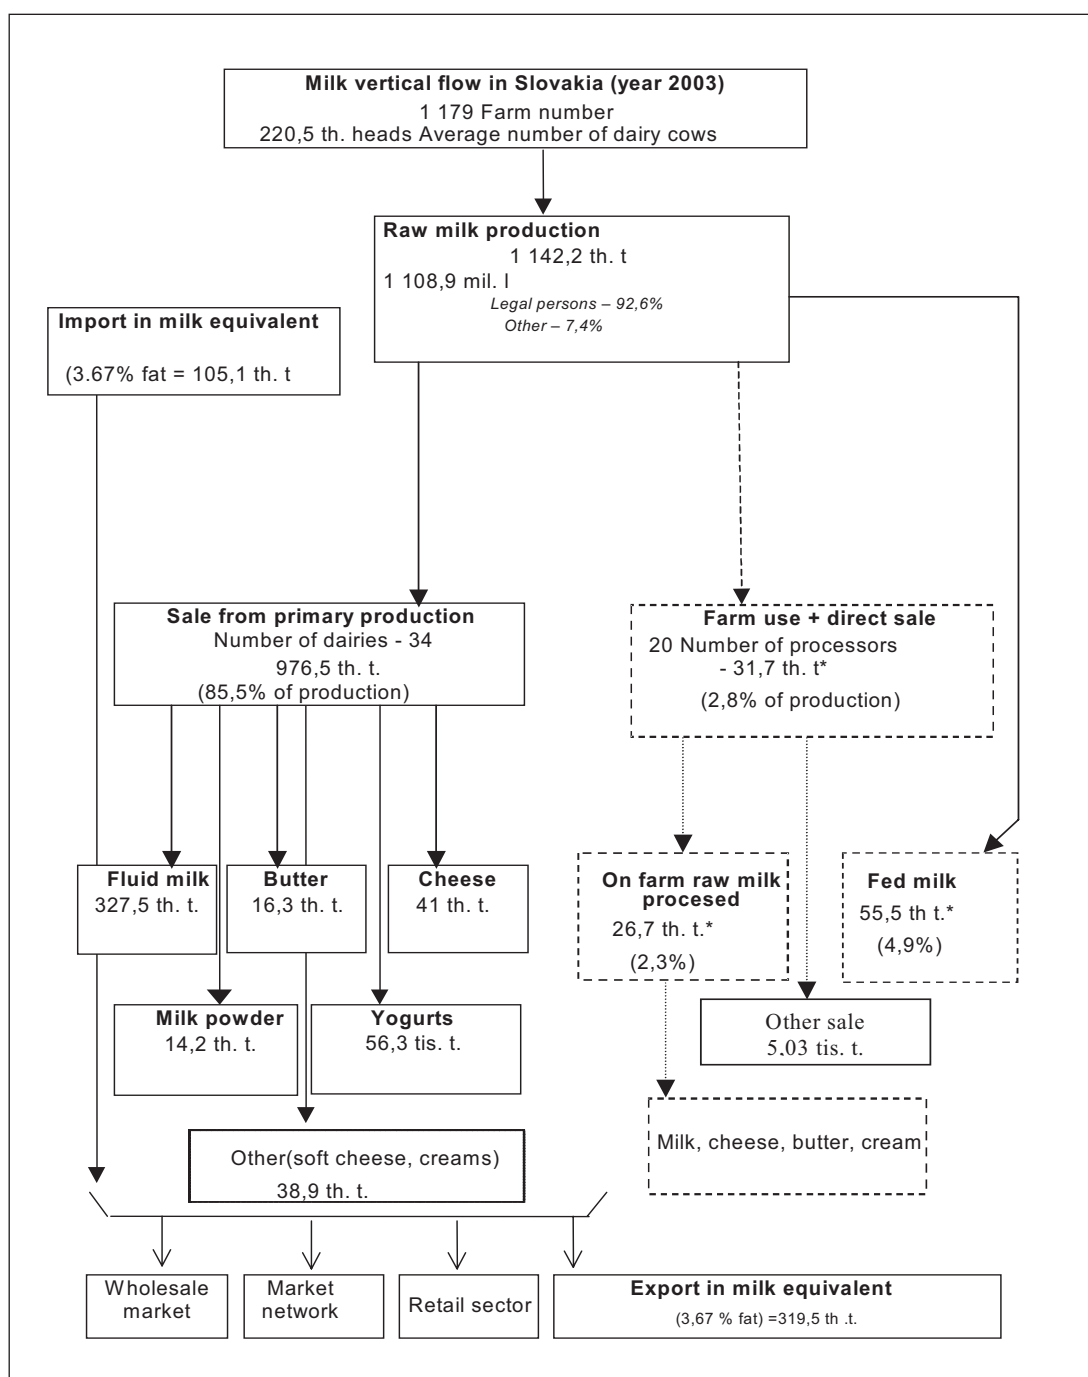 Milk vertical flow in Slovakia (year 2003)
1 179 Farm number
220,5 th. heads Average number of dairy cows
Raw milk production
1 142,2 th. t
1 108,9 mil. l
Legal persons – 92,6%
Other – 7,4%
Import in milk equivalent
(3.67% fat = 105,1 th. t
Sale from primary production
Number of dairies - 34
976,5 th. t.
(85,5% of production)
Farm use + direct sale
20 Number of processors
- 31,7 th. t*
(2,8% of production)
Fluid milk
327,5 th. t.
Butter
16,3 th. t.
Cheese
41 th. t.
On farm raw milk
procesed
26,7 th. t.*
(2,3%)
Fed milk
55,5 th t.*
(4,9%)
Milk powder
14,2 th. t.
Yogurts
56,3 tis. t.
Other sale
5,03 tis. t.
Milk, cheese, butter, cream
Other(soft cheese, creams)
38,9 th. t.
Wholesale
market
Market
network
Retail sector
Export in milk equivalent
(3,67 % fat) =319,5 th .t.